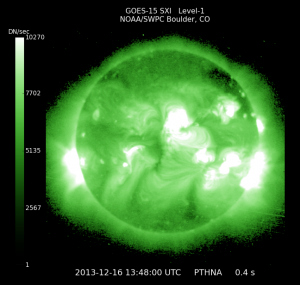 GOES-15 SXI Level-1
NOAA/SWPC Boulder, CO
DN/sec
10270
7702
5135
2567
1
2013-12-16 13:48:00 UTC PTHNA 0.4 s